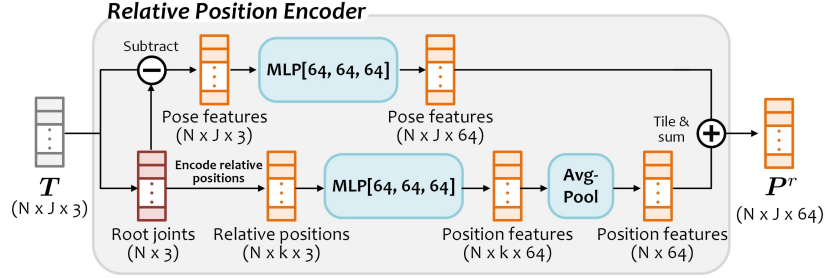 Relative Position Encoder
Subtract
MLP[64, 64, 64]
Pose features
(N x J x 3)
Pose features
(N x J x 64)
Tile &
sum
T
(N x J x 3)
Encode relative
positions
MLP[64, 64, 64]
Avg-
Pool
P^r
(N x J x 64)
Root joints
(N x 3)
Relative positions
(N x k x 3)
Position features
(N x k x 64)
Position features
(N x 64)